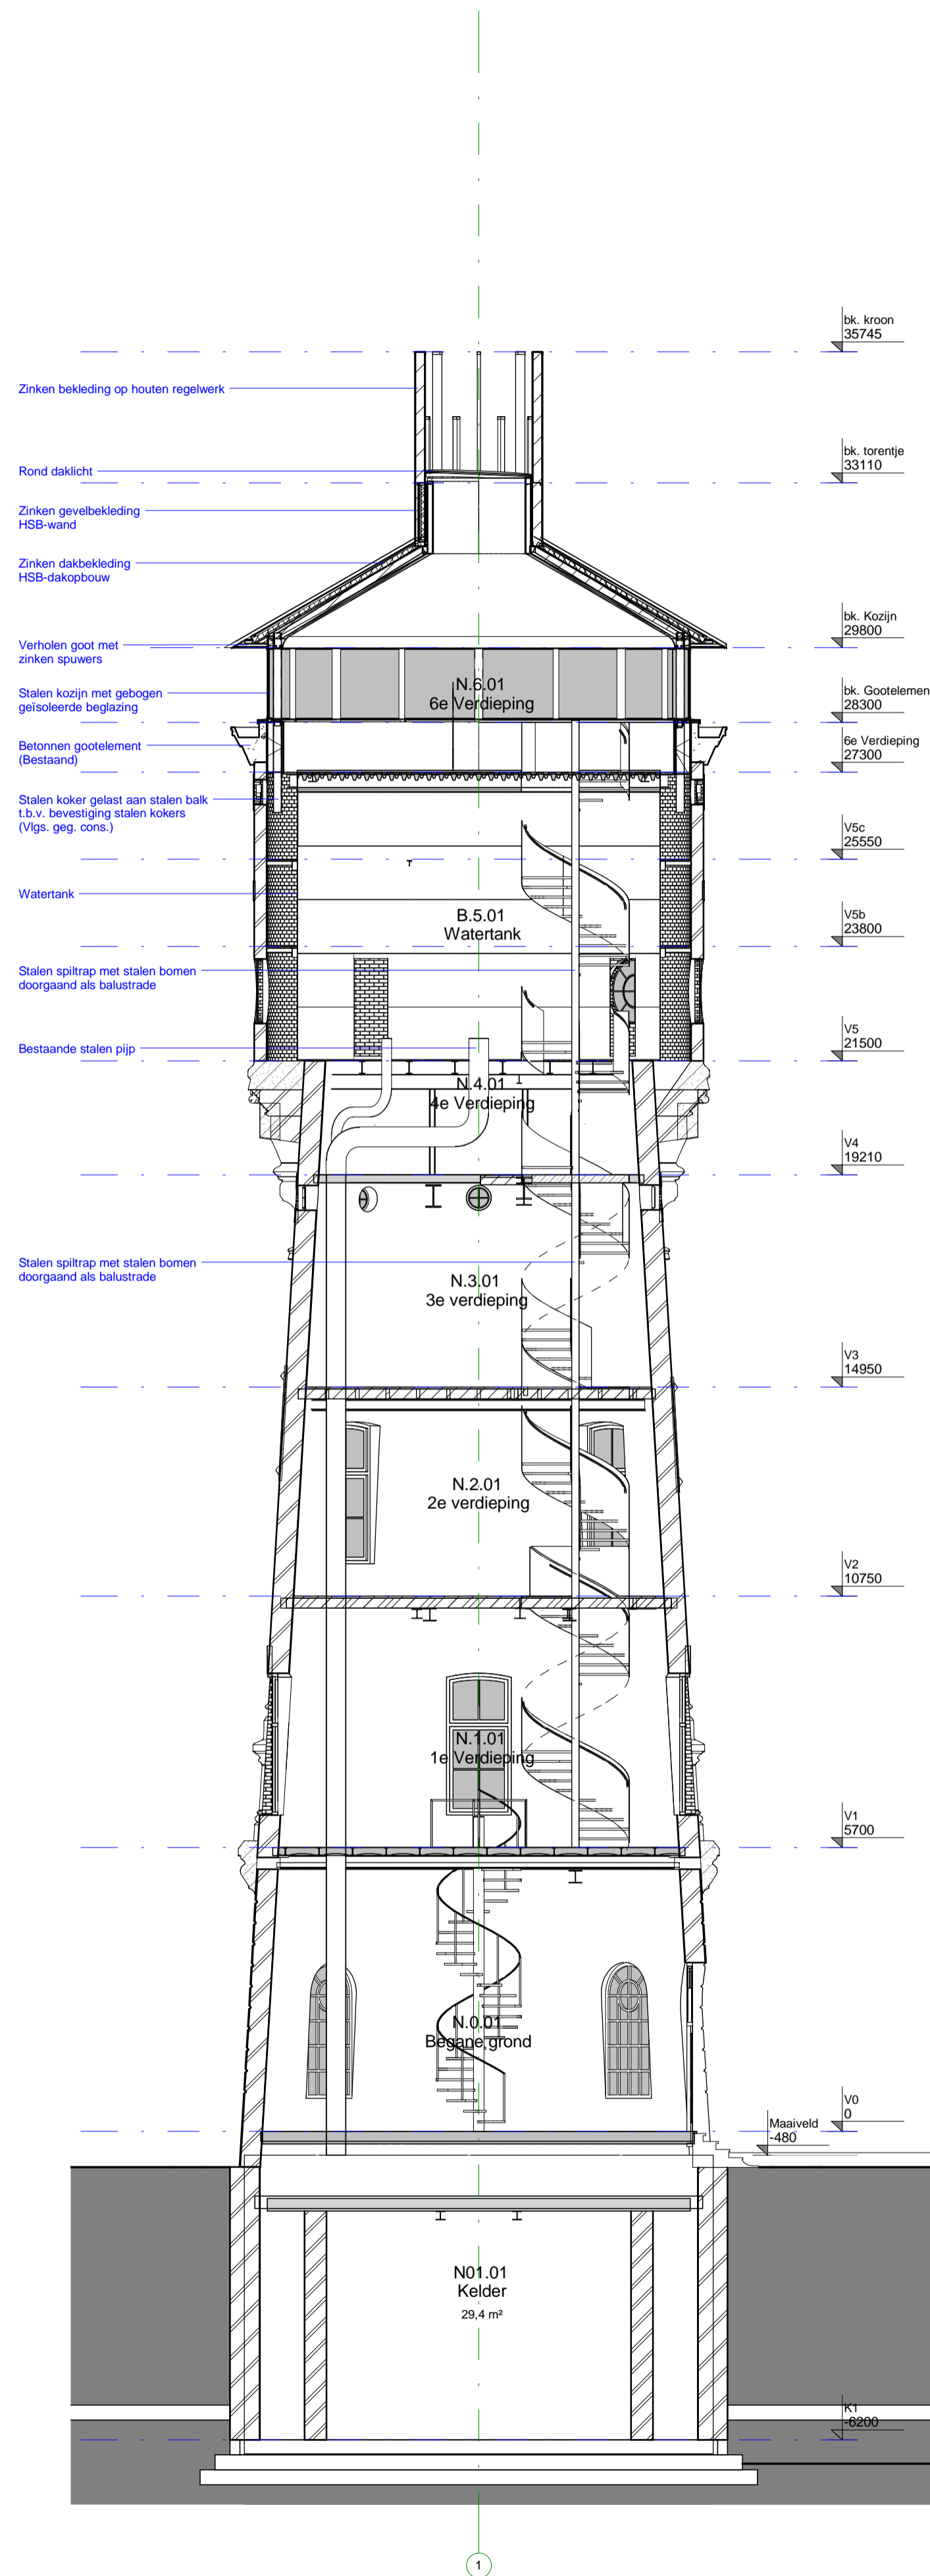 bk. kroon
35745
Zinken bekleding op houten regelwerk
bk. torentje
33110
Rond daklicht
Zinken gevelbekleding
HSB-wand
Zinken dakbekleding
HSB-dakopbouw
bk. Kozijn
29800
Verholen goot met
zinken spuwers
N.6.01
6e Verdieping
Stalen kozijn met gebogen
geïsoleerde beglazing
bk. Gootelemen
28300
Betonnen gootelement
(Bestaand)
6e Verdieping
27300
Stalen koker gelast aan stalen balk
t.b.v. bevestiging stalen kokers
(Vlgs. geg. cons.)
V5c
25550
Watertank
B.5.01
Watertank
V5b
23800
Stalen spiltrap met stalen bomen
doorgaand als balustrade
Bestaande stalen pijp
V5
21500
N.4.01
4e Verdieping
V4
19210
Stalen spiltrap met stalen bomen
doorgaand als balustrade
N.3.01
3e verdieping
V3
14950
N.2.01
2e verdieping
V2
10750
N.1.01
1e Verdieping
V1
5700
N.0.01
Begane grond
V0
0
Maaiveld
-480
N01.01
Kelder
29,4 m²
K1
-6200
1